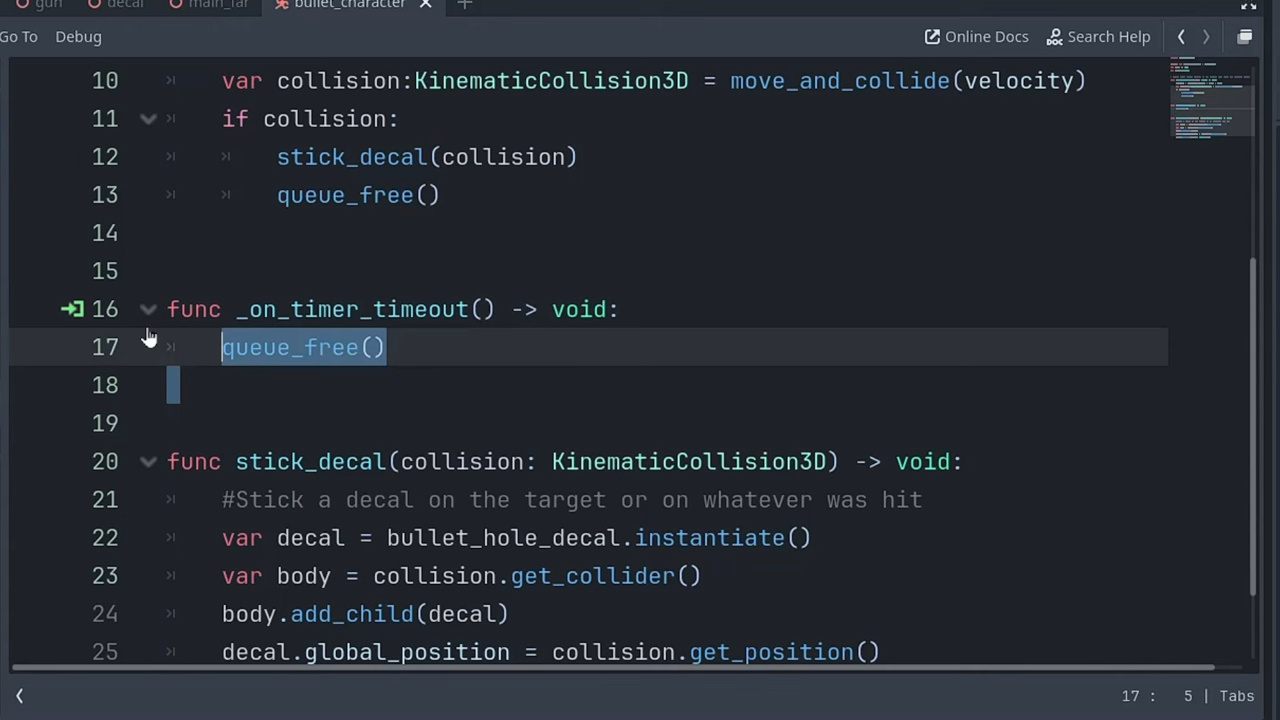 gun decal main_far bullet_character
Go To Debug Online Docs Search Help
10 var collision:KinematicCollision3D = move_and_collide(velocity)
11 if collision:
12 stick_decal(collision)
13 queue_free()
14
15
16 func _on_timer_timeout() -> void:
17 queue_free()
18
19
20 func stick_decal(collision: KinematicCollision3D) -> void:
21 #Stick a decal on the target or on whatever was hit
22 var decal = bullet_hole_decal.instantiate()
23 var body = collision.get_collider()
24 body.add_child(decal)
25 decal.global_position = collision.get_position()
17 : 5 | Tabs